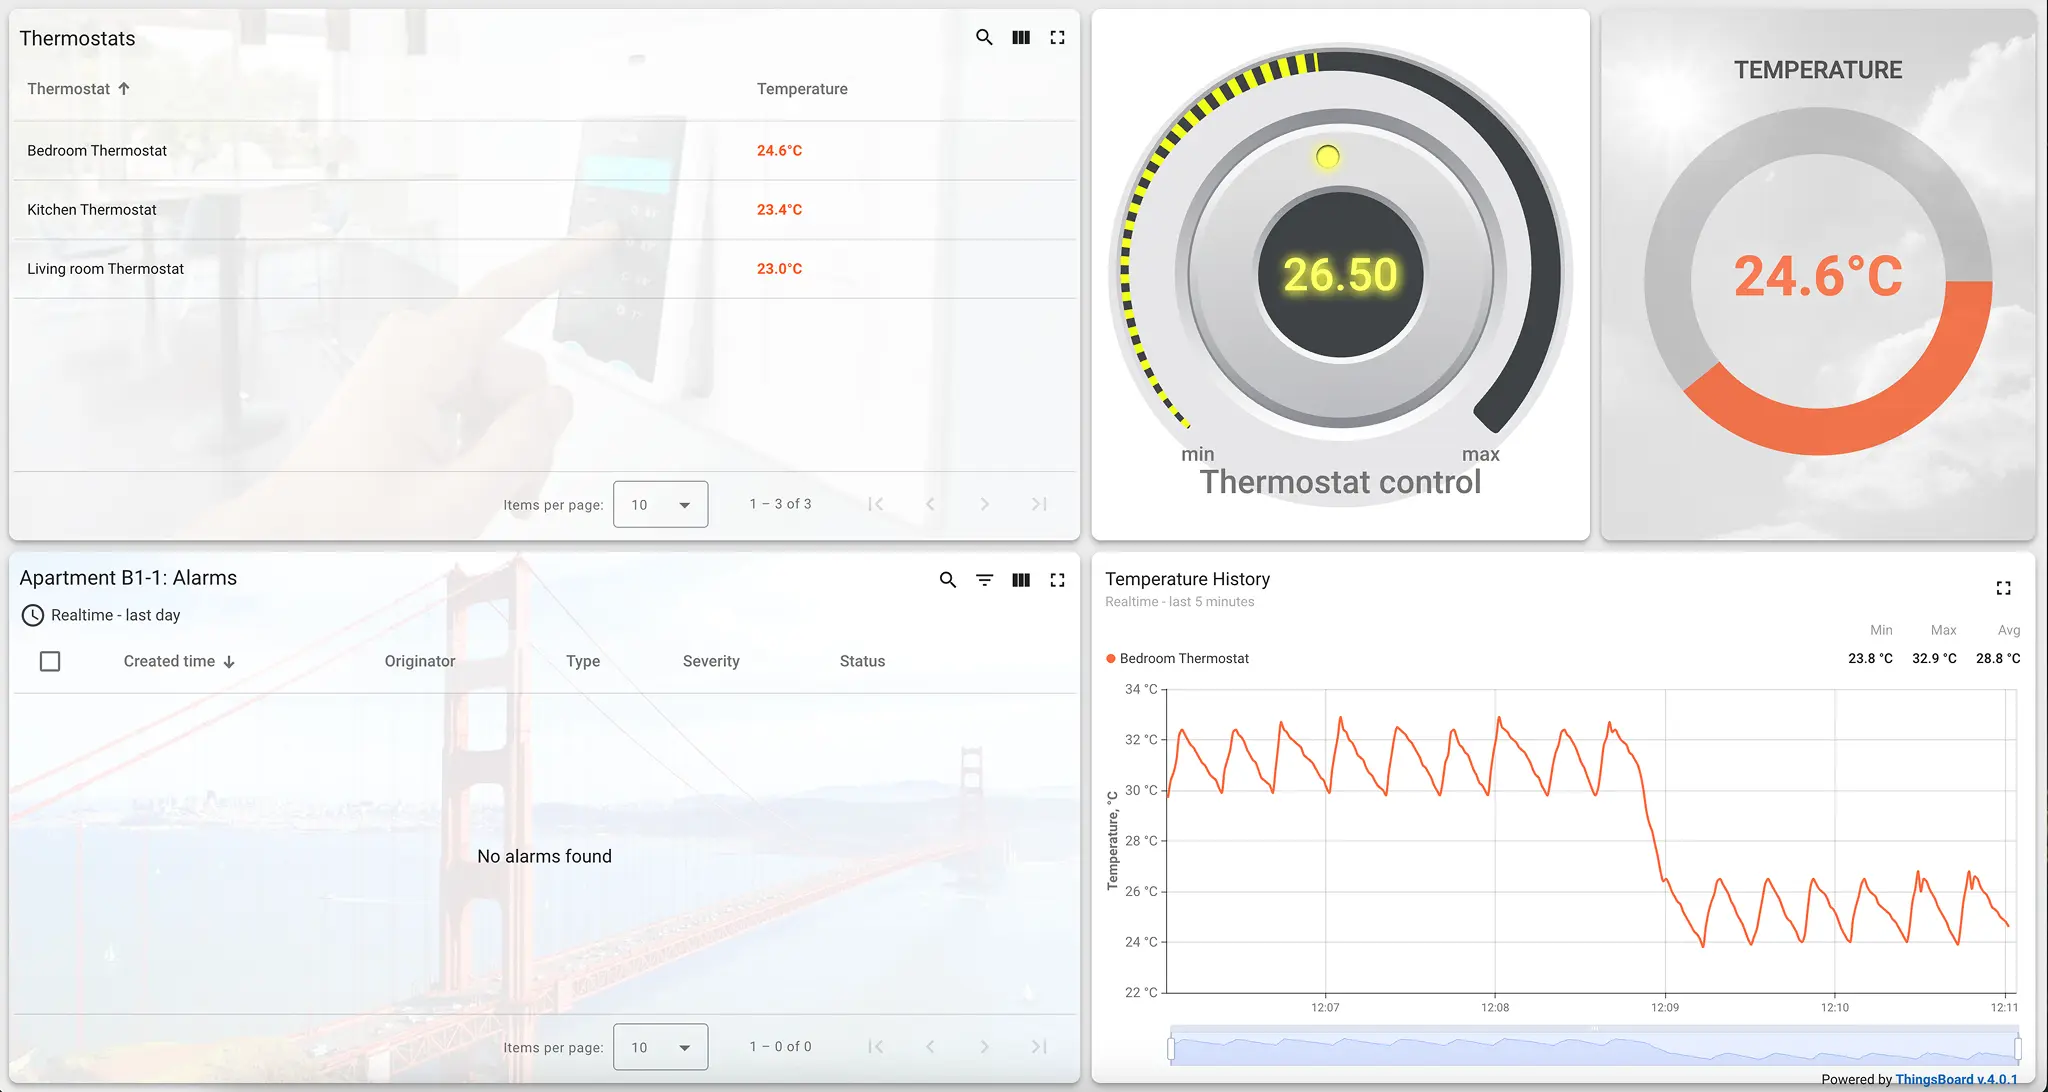 Thermostats
Thermostat Temperature
Bedroom Thermostat 24.6°C
Kitchen Thermostat 23.4°C
Living room Thermostat 23.0°C
Items per page: 10 1 – 3 of 3
26.50
min max
Thermostat control
TEMPERATURE
24.6°C
Apartment B1-1: Alarms
Realtime - last day
Created time Originator Type Severity Status
No alarms found
Items per page: 10 1 – 0 of 0
Temperature History
Realtime - last 5 minutes
Min Max Avg
Bedroom Thermostat 23.8 °C 32.9 °C 28.8 °C
Temperature, °C
34 °C
32 °C
30 °C
28 °C
26 °C
24 °C
22 °C
12:07 12:08 12:09 12:10 12:11
Powered by ThingsBoard v.4.0.1